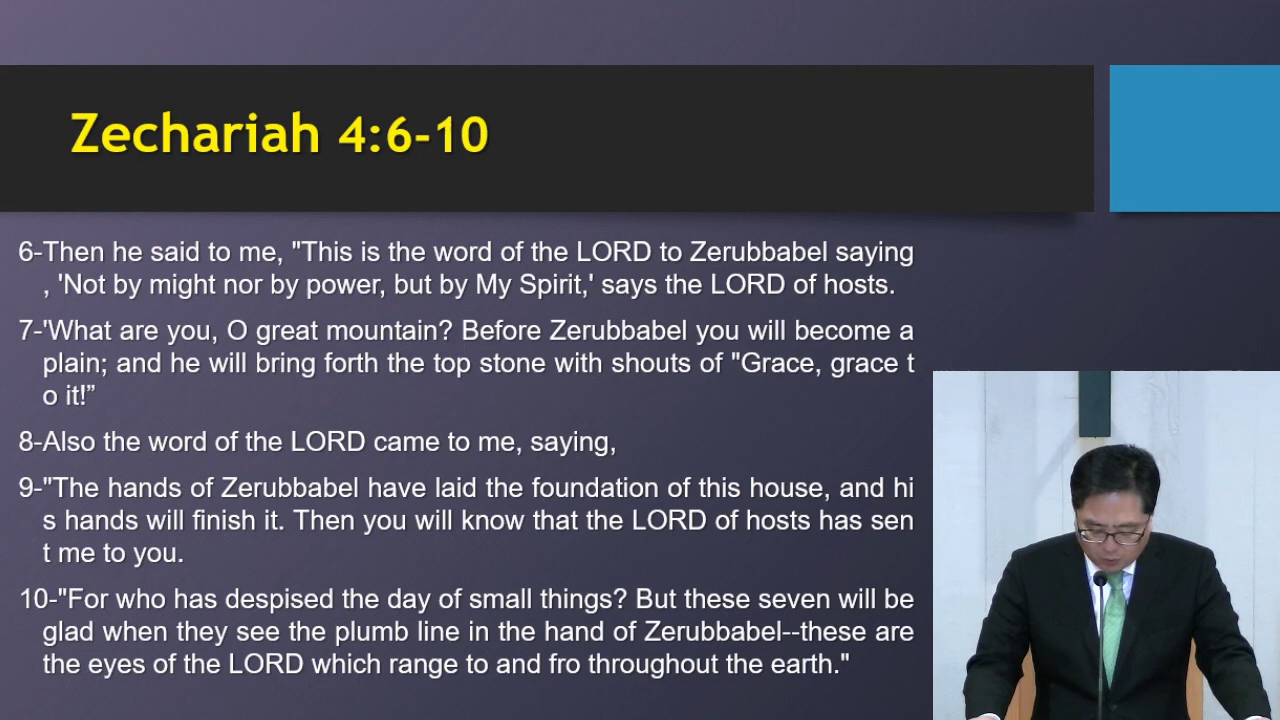 Zechariah 4:6-10
6-Then he said to me, "This is the word of the LORD to Zerubbabel saying
, 'Not by might nor by power, but by My Spirit,' says the LORD of hosts.
7-'What are you, O great mountain? Before Zerubbabel you will become a
plain; and he will bring forth the top stone with shouts of "Grace, grace t
o it!”
8-Also the word of the LORD came to me, saying,
9-"The hands of Zerubbabel have laid the foundation of this house, and hi
s hands will finish it. Then you will know that the LORD of hosts has sen
t me to you.
10-"For who has despised the day of small things? But these seven will be
glad when they see the plumb line in the hand of Zerubbabel--these are
the eyes of the LORD which range to and fro throughout the earth."